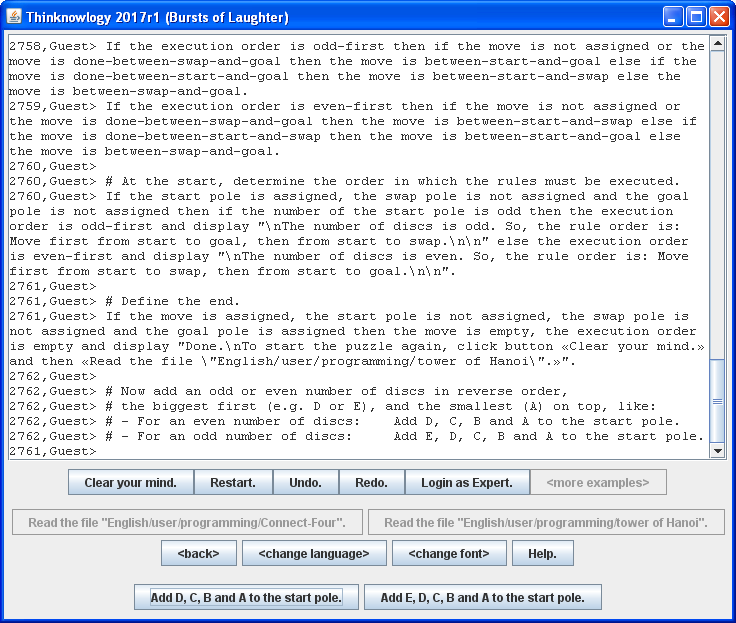 Thinknowlogy 2017r1 (Bursts of Laughter)
2758,Guest> If the execution order is odd-first then if the move is not assigned or the
move is done-between-swap-and-goal then the move is between-start-and-goal else if the
move is done-between-start-and-goal then the move is between-start-and-swap else the
move is between-swap-and-goal.
2759,Guest> If the execution order is even-first then if the move is not assigned or
the move is done-between-swap-and-goal then the move is between-start-and-swap else if
the move is done-between-start-and-swap then the move is between-start-and-goal else
the move is between-swap-and-goal.
2760,Guest>
2760,Guest> # At the start, determine the order in which the rules must be executed.
2760,Guest> If the start pole is assigned, the swap pole is not assigned and the goal
pole is not assigned then if the number of the start pole is odd then the execution
order is odd-first and display "\nThe number of discs is odd. So, the rule order is:
Move first from start to goal, then from start to swap.\n\n" else the execution order
is even-first and display "\nThe number of discs is even. So, the rule order is: Move
first from start to swap, then from start to goal.\n\n".
2761,Guest>
2761,Guest> # Define the end.
2761,Guest> If the move is assigned, the start pole is not assigned, the swap pole is
not assigned and the goal pole is assigned then the move is empty, the execution order
is empty and display "Done.\nTo start the puzzle again, click button «Clear your mind.»
and then «Read the file \"English/user/programming/tower of Hanoi\".»".
2762,Guest>
2762,Guest> # Now add an odd or even number of discs in reverse order,
2762,Guest> # the biggest first (e.g. D or E), and the smallest (A) on top, like:
2762,Guest> # - For an even number of discs:    Add D, C, B and A to the start pole.
2762,Guest> # - For an odd number of discs:     Add E, D, C, B and A to the start pole.
2761,Guest>
Clear your mind. Restart. Undo. Redo. Login as Expert. <more examples>
Read the file "English/user/programming/Connect-Four". Read the file "English/user/programming/tower of Hanoi".
<back> <change language> <change font> Help.
Add D, C, B and A to the start pole. Add E, D, C, B and A to the start pole.